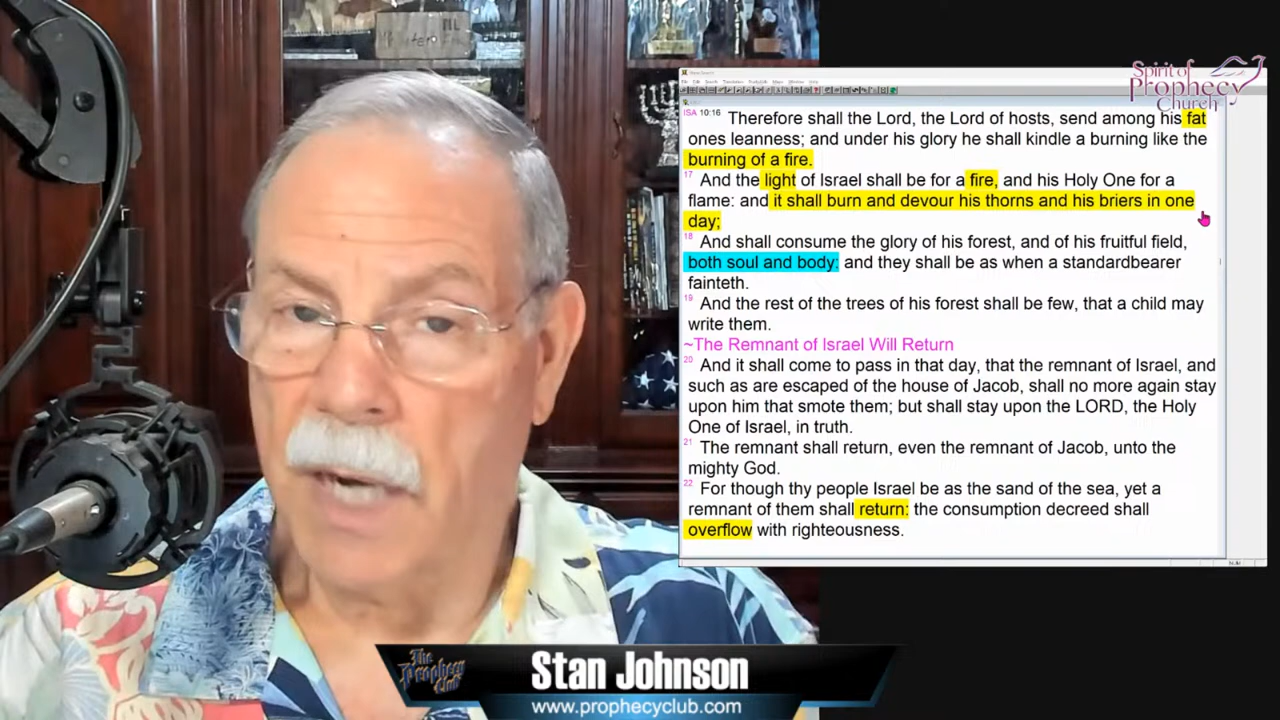 Spirit of
Prophecy
Church
ISA 10:16 Therefore shall the Lord, the Lord of hosts, send among his fat
ones leanness; and under his glory he shall kindle a burning like the
burning of a fire.
17 And the light of Israel shall be for a fire, and his Holy One for a
flame: and it shall burn and devour his thorns and his briers in one
day;
18 And shall consume the glory of his forest, and of his fruitful field,
both soul and body: and they shall be as when a standardbearer
fainteth.
19 And the rest of the trees of his forest shall be few, that a child may
write them.
~The Remnant of Israel Will Return
20 And it shall come to pass in that day, that the remnant of Israel, and
such as are escaped of the house of Jacob, shall no more again stay
upon him that smote them; but shall stay upon the LORD, the Holy
One of Israel, in truth.
21 The remnant shall return, even the remnant of Jacob, unto the
mighty God.
22 For though thy people Israel be as the sand of the sea, yet a
remnant of them shall return: the consumption decreed shall
overflow with righteousness.
The
Prophecy
Club
Stan Johnson
www.prophecyclub.com